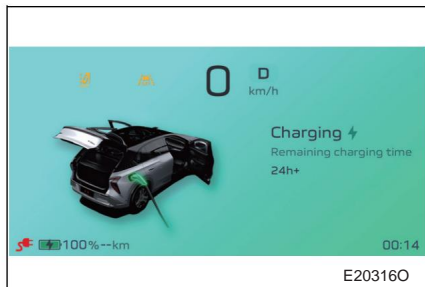 0
D
km/h
Charging
Remaining charging time
24h+
100%--km
00:14
E20316O